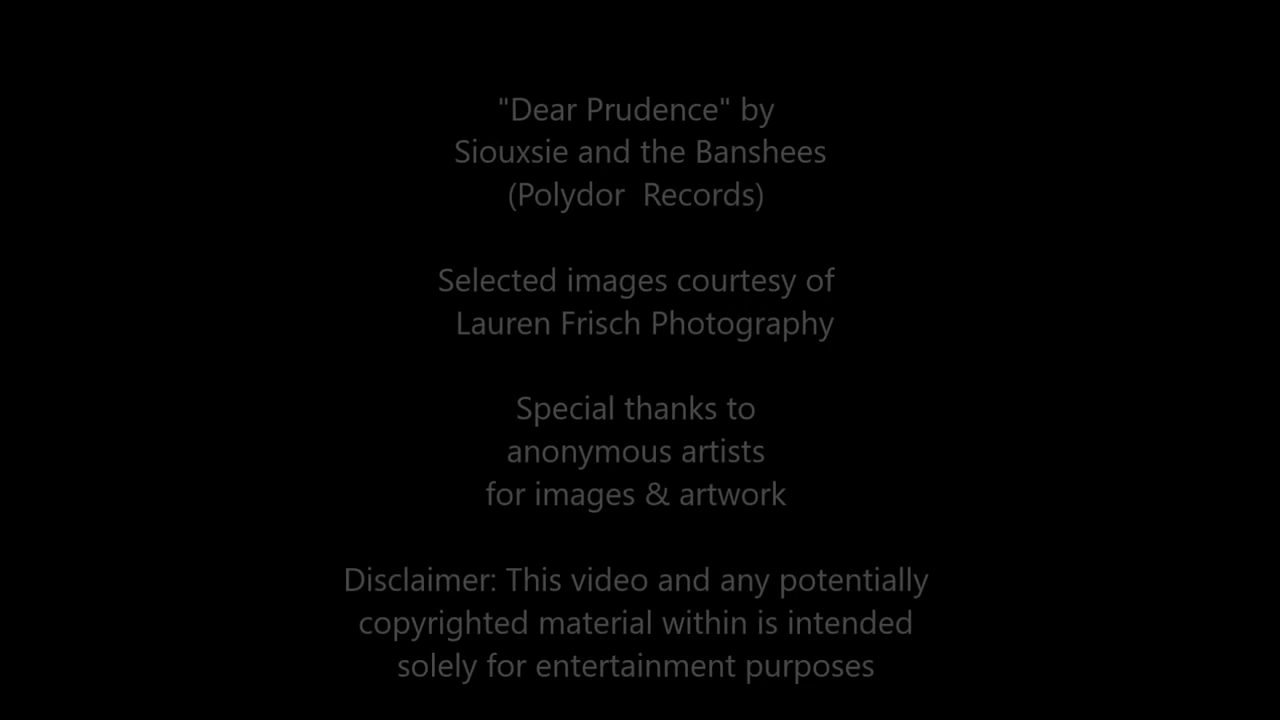 "Dear Prudence" by
Siouxsie and the Banshees
(Polydor  Records)
Selected images courtesy of
Lauren Frisch Photography
Special thanks to
anonymous artists
for images & artwork
Disclaimer: This video and any potentially
copyrighted material within is intended
solely for entertainment purposes